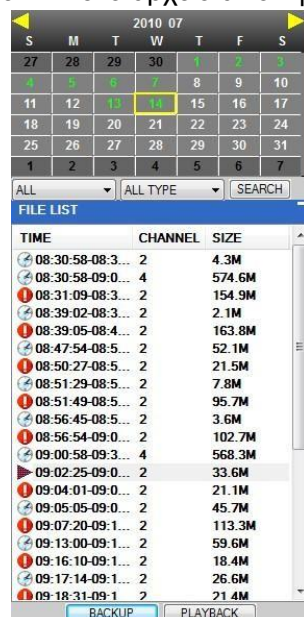 2010 07
S M T W T F S
27 28 29 30 1 2 3
4 5 6 7 8 9 10
11 12 13 14 15 16 17
18 19 20 21 22 23 24
25 26 27 28 29 30 31
1 2 3 4 5 6 7
ALL ALL TYPE SEARCH
FILE LIST
TIME CHANNEL SIZE
08:30:58-08:3... 2 4.3M
08:30:58-09:0... 4 574.6M
08:31:09-08:3... 2 154.9M
08:39:02-08:3... 2 2.1M
08:39:05-08:4... 2 163.8M
08:47:54-08:5... 2 52.1M
08:50:27-08:5... 2 21.5M
08:51:29-08:5... 2 7.8M
08:51:49-08:5... 2 95.7M
08:56:45-08:5... 2 3.6M
08:56:54-09:0... 2 102.7M
09:00:58-09:3... 4 568.3M
09:02:25-09:0... 2 33.6M
09:04:01-09:0... 2 21.1M
09:05:05-09:0... 2 45.7M
09:07:20-09:1... 2 113.3M
09:13:00-09:1... 2 59.6M
09:16:10-09:1... 2 18.4M
09:17:14-09:1... 2 26.6M
09:18:31-09:1 2 21.4M
BACKUP PLAYBACK